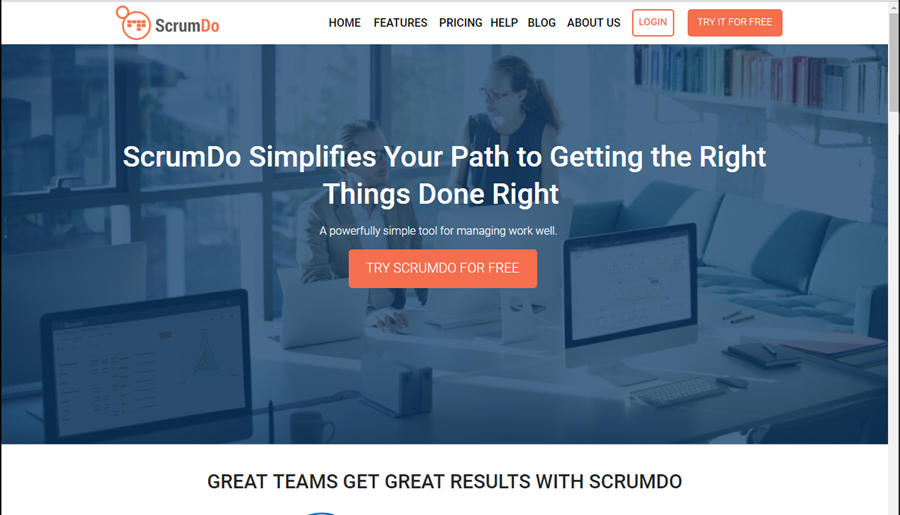 ScrumDo
HOME FEATURES PRICING HELP BLOG ABOUT US LOGIN TRY IT FOR FREE
ScrumDo Simplifies Your Path to Getting the Right
Things Done Right
A powerfully simple tool for managing work well.
TRY SCRUMDO FOR FREE
GREAT TEAMS GET GREAT RESULTS WITH SCRUMDO